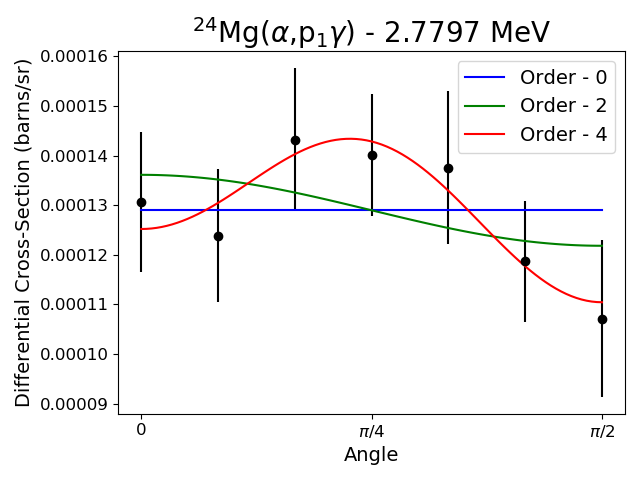 ²⁴Mg(α,p₁γ) - 2.7797 MeV
Differential Cross-Section (barns/sr)
0.00016
0.00015
0.00014
0.00013
0.00012
0.00011
0.00010
0.00009
Order - 0
Order - 2
Order - 4
0
π/4
π/2
Angle